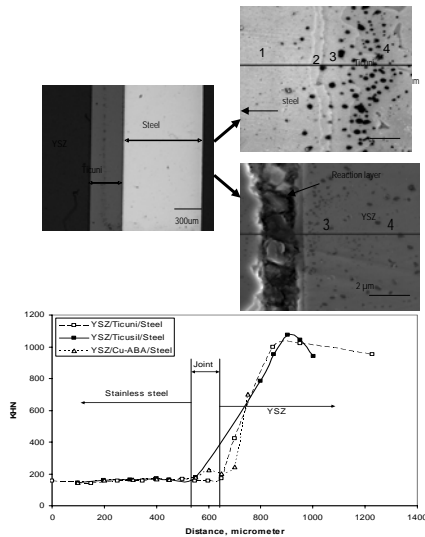 1 2 3 4
Ticuni
steel
m
YSZ
Steel
Ticuni
300um
Reaction layer
YSZ
3 4
2 µm
1200
1000
800
600
400
200
0
KHN
YSZ/Ticuni/Steel
YSZ/Ticusil/Steel
YSZ/Cu-ABA/Steel
Joint
Stainless steel
YSZ
0 200 400 600 800 1000 1200 1400
Distance, micrometer